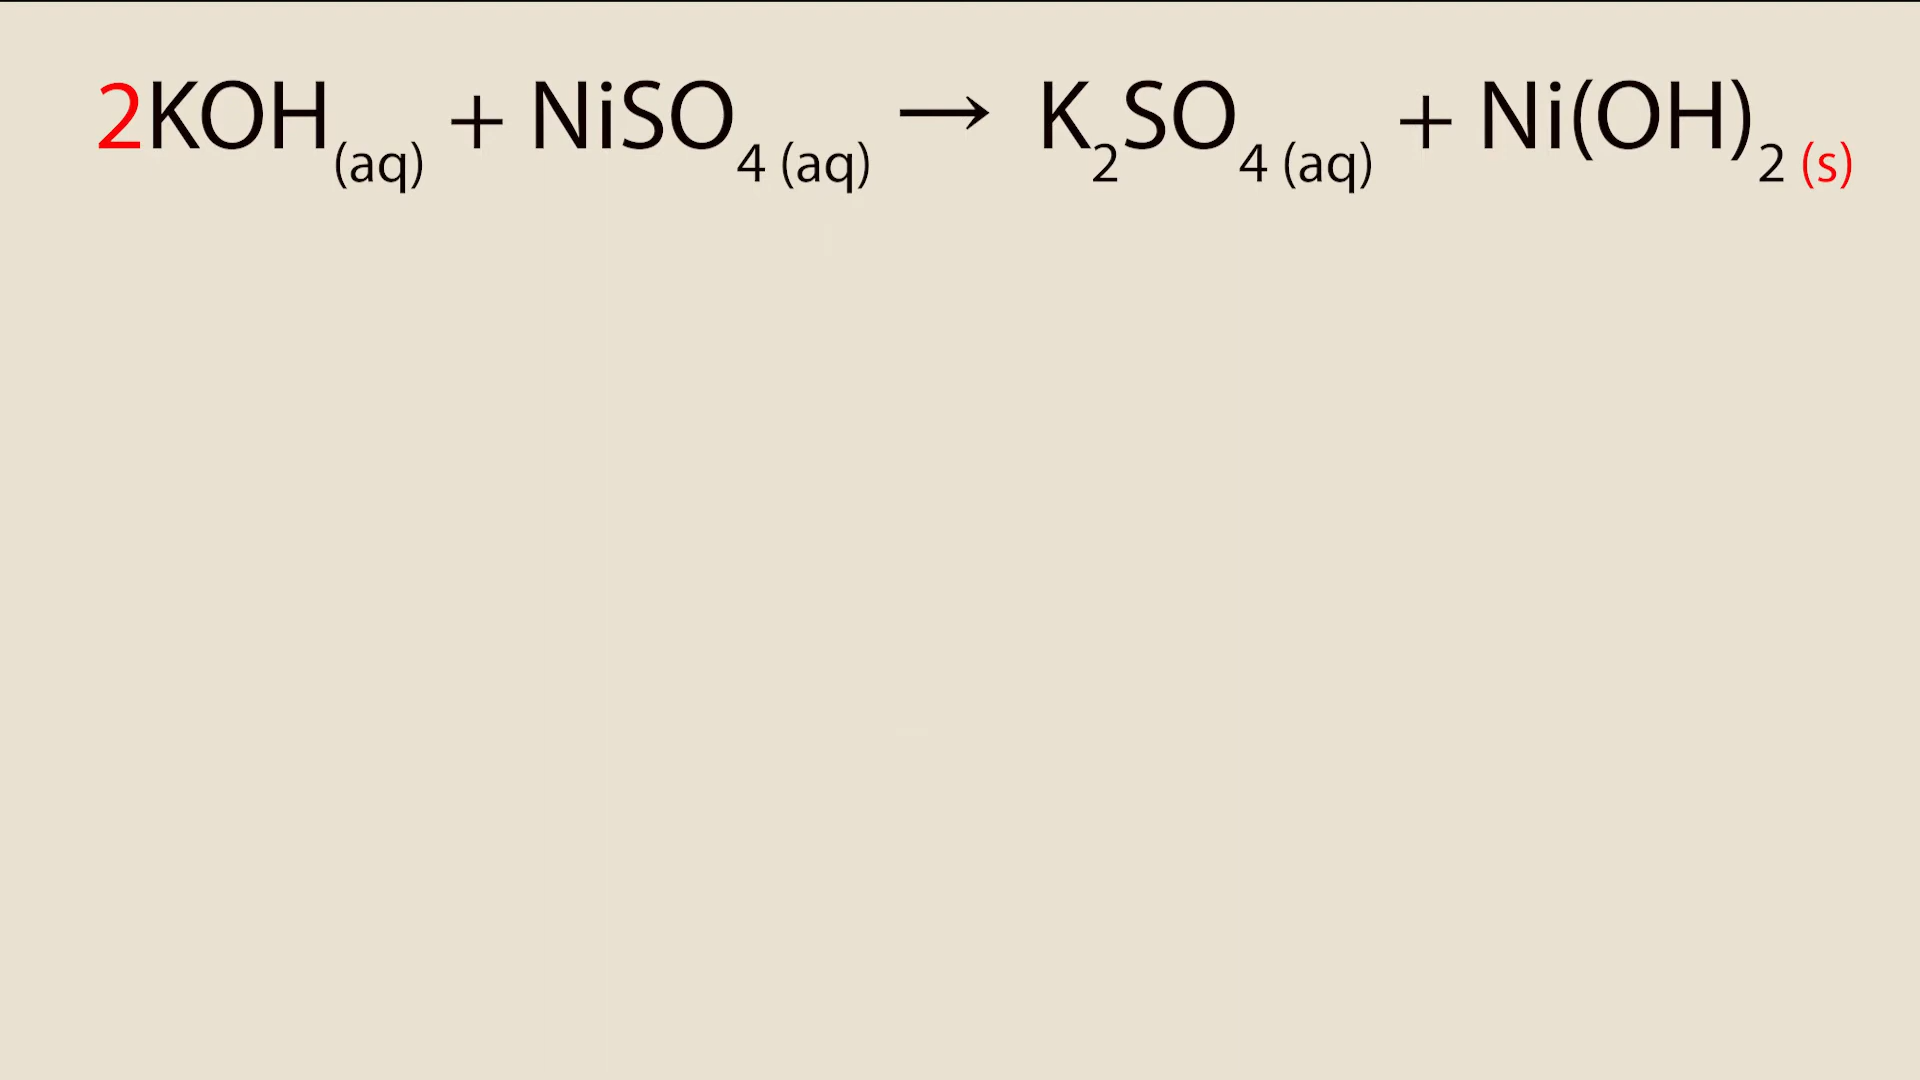 2KOH(aq) + NiSO4 (aq) → K2SO4 (aq) + Ni(OH)2 (s)